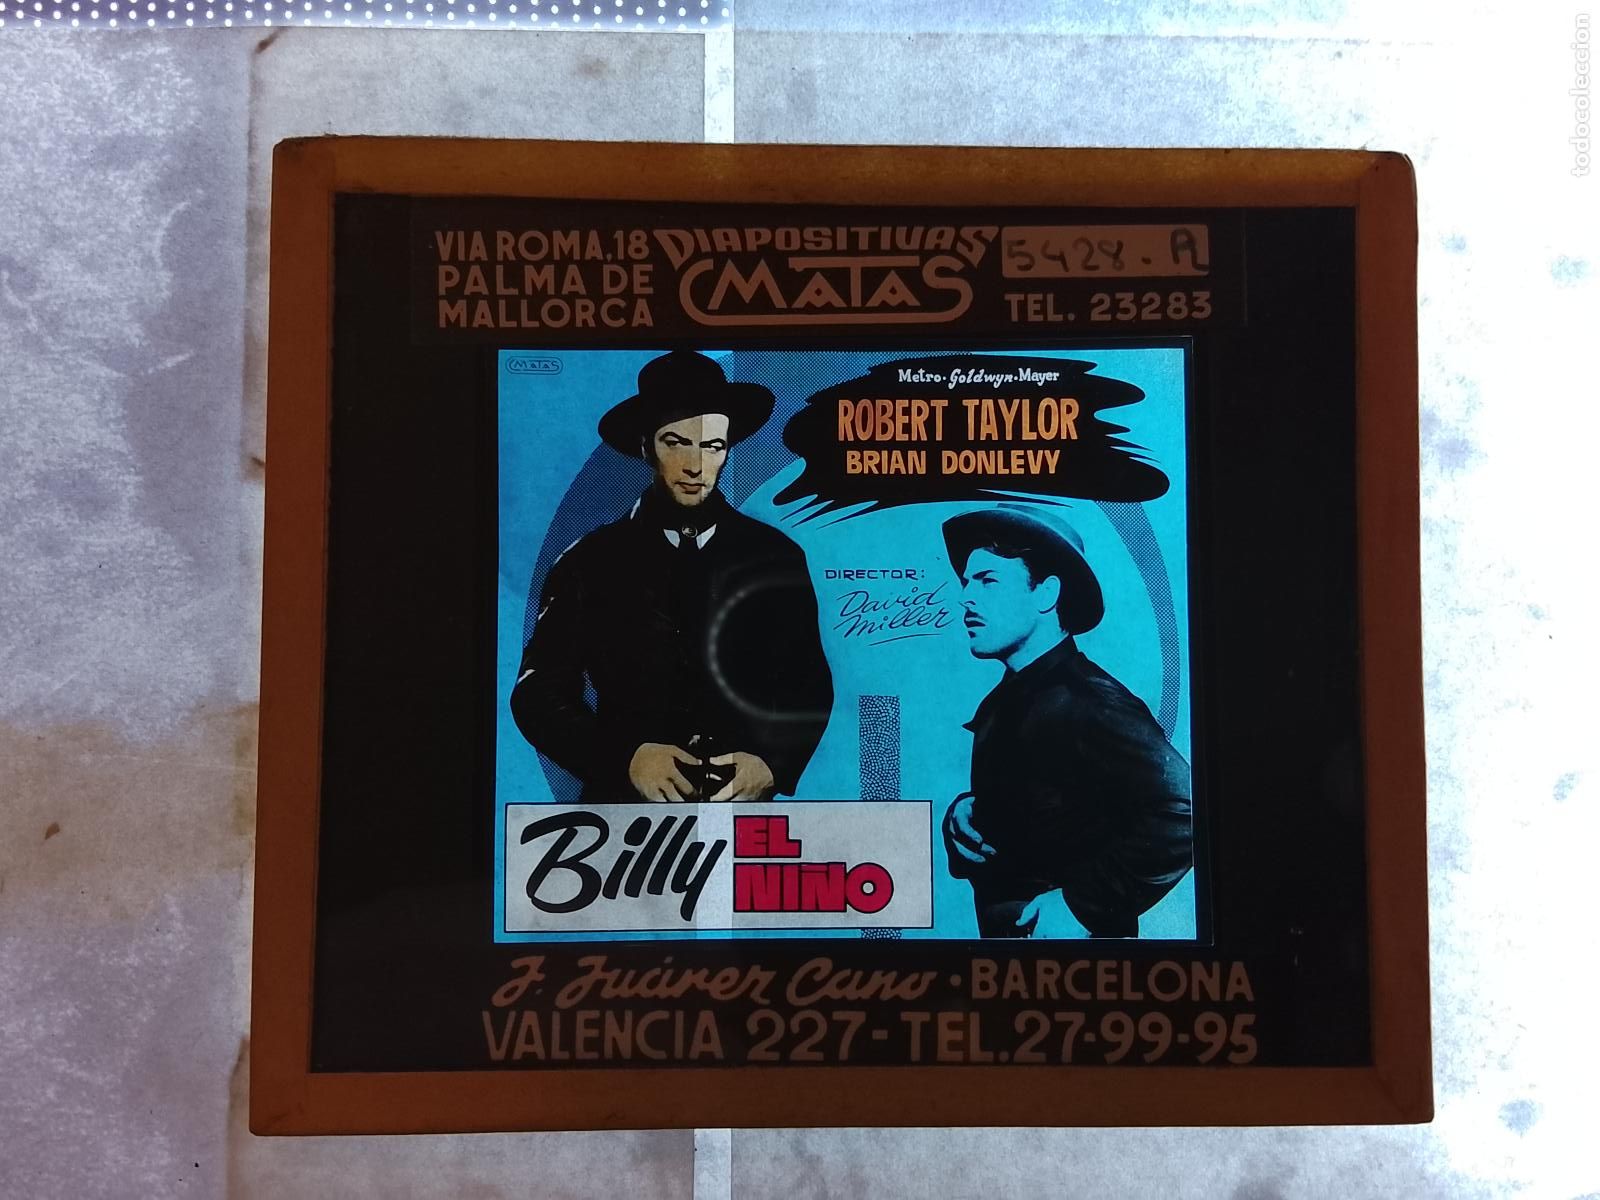 VIA ROMA, 18
PALMA DE
MALLORCA
DIAPOSITIVAS
MATAS
5428. A
TEL. 23283
MATAS
Metro-Goldwyn-Mayer
ROBERT TAYLOR
BRIAN DONLEVY
DIRECTOR:
David
Miller
Billy EL
NIÑO
J. Juárez Cano · BARCELONA
VALENCIA 227 - TEL. 27-99-95
todocoleccion